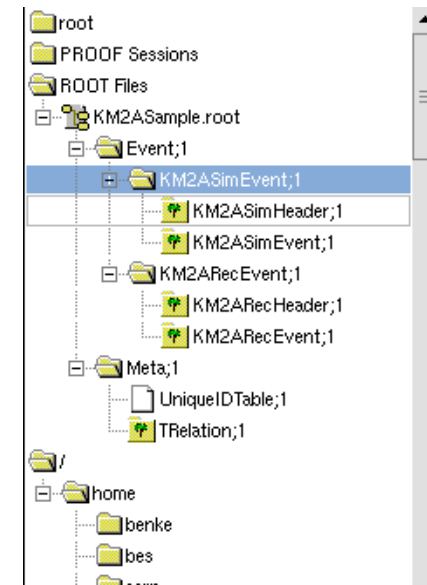 root
PROOF Sessions
ROOT Files
KM2ASample.root
Event;1
KM2ASimEvent;1
KM2ASimHeader;1
KM2ASimEvent;1
KM2ARecEvent;1
KM2ARecHeader;1
KM2ARecEvent;1
Meta;1
UniqueIDTable;1
TRelation;1
/
home
benke
bes